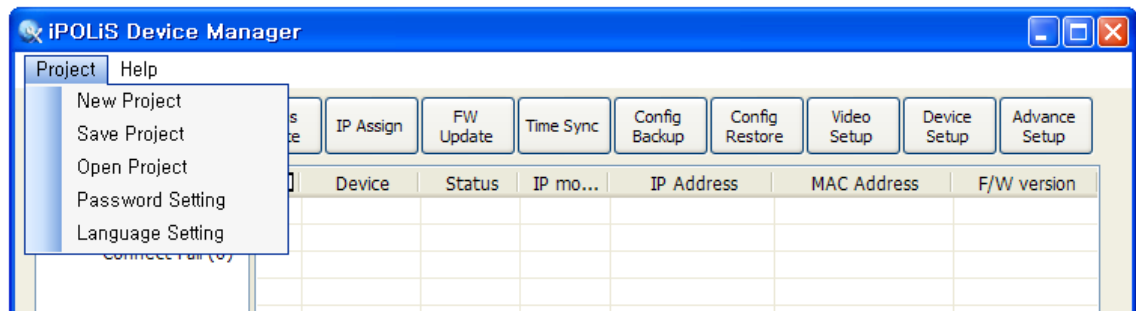 iPOLiS Device Manager
Project Help
New Project
Save Project
Open Project
Password Setting
Language Setting
IP Assign
FW
Update
Time Sync
Config
Backup
Config
Restore
Video
Setup
Device
Setup
Advance
Setup
Device Status IP mo... IP Address MAC Address F/W version